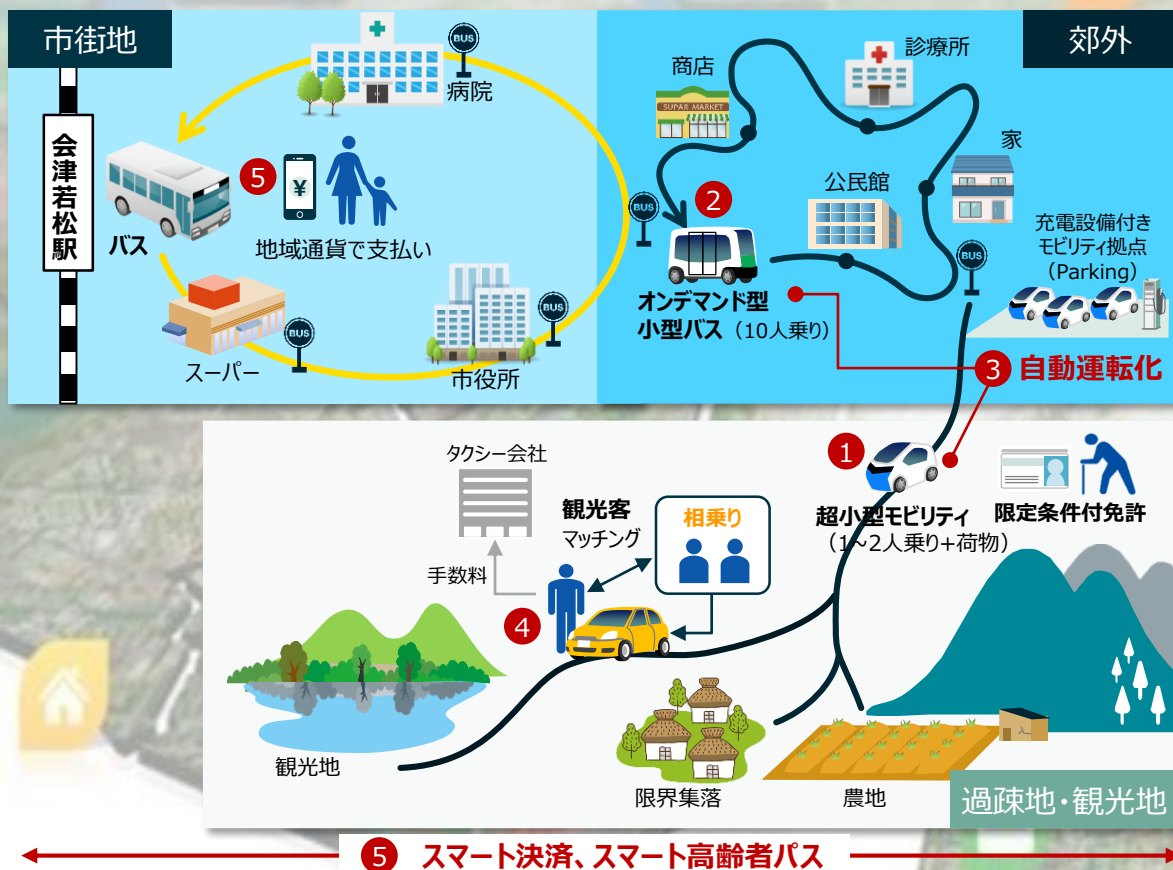 市街地
BUS
病院
会津若松駅
バス
5
¥
地域通貨で支払い
スーパー
BUS
市役所
BUS
郊外
商店
SUPAR MARKET
診療所
家
公民館
BUS
2
オンデマンド型
小型バス（10人乗り）
BUS
充電設備付き
モビリティ拠点
（Parking）
3 自動運転化
1
超小型モビリティ
（1~2人乗り+荷物）
限定条件付免許
タクシー会社
手数料
観光客
マッチング
相乗り
4
観光地
限界集落
農地
過疎地・観光地
5 スマート決済、スマート高齢者パス